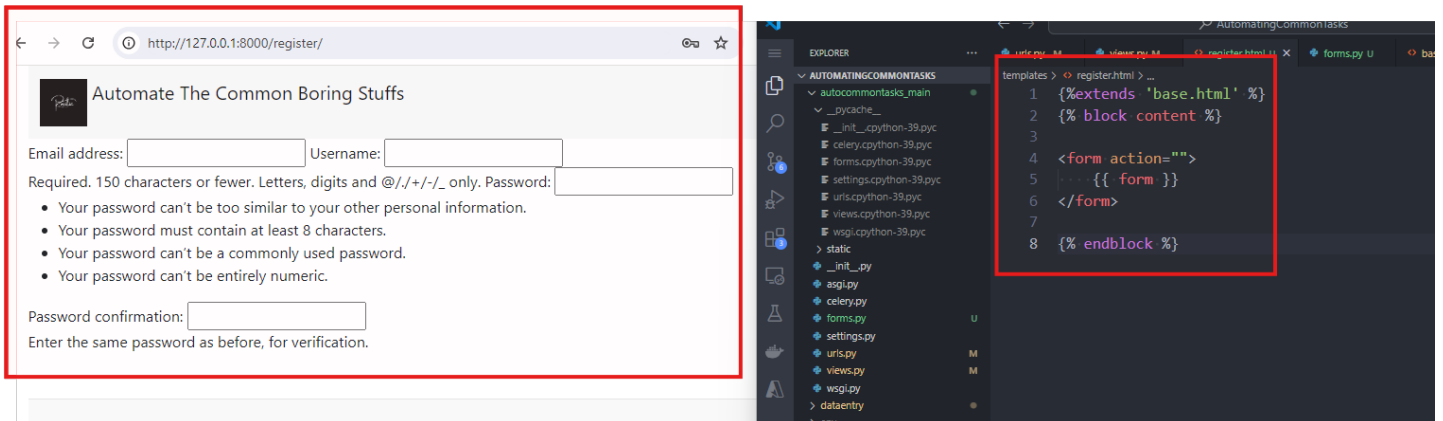 http://127.0.0.1:8000/register/
Automate The Common Boring Stuffs
Email address: Username:
Required. 150 characters or fewer. Letters, digits and @/./+/-/_ only. Password:
• Your password can't be too similar to your other personal information.
• Your password must contain at least 8 characters.
• Your password can't be a commonly used password.
• Your password can't be entirely numeric.
Password confirmation:
Enter the same password as before, for verification.
AutomatingCommonTasks
EXPLORER
AUTOMATINGCOMMONTASKS
autocommontasks_main
__pycache__
__init__.cpython-39.pyc
celery.cpython-39.pyc
forms.cpython-39.pyc
settings.cpython-39.pyc
urls.cpython-39.pyc
views.cpython-39.pyc
wsgi.cpython-39.pyc
static
__init__.py
asgi.py
celery.py
forms.py U
settings.py
urls.py M
views.py M
wsgi.py
dataentry
6
3
urls.py M views.py M register.html U forms.py U bas
templates > register.html > ...
1 {%extends 'base.html' %}
2 {% block content %}
3
4 <form action="">
5 {{ form }}
6 </form>
7
8 {% endblock %}